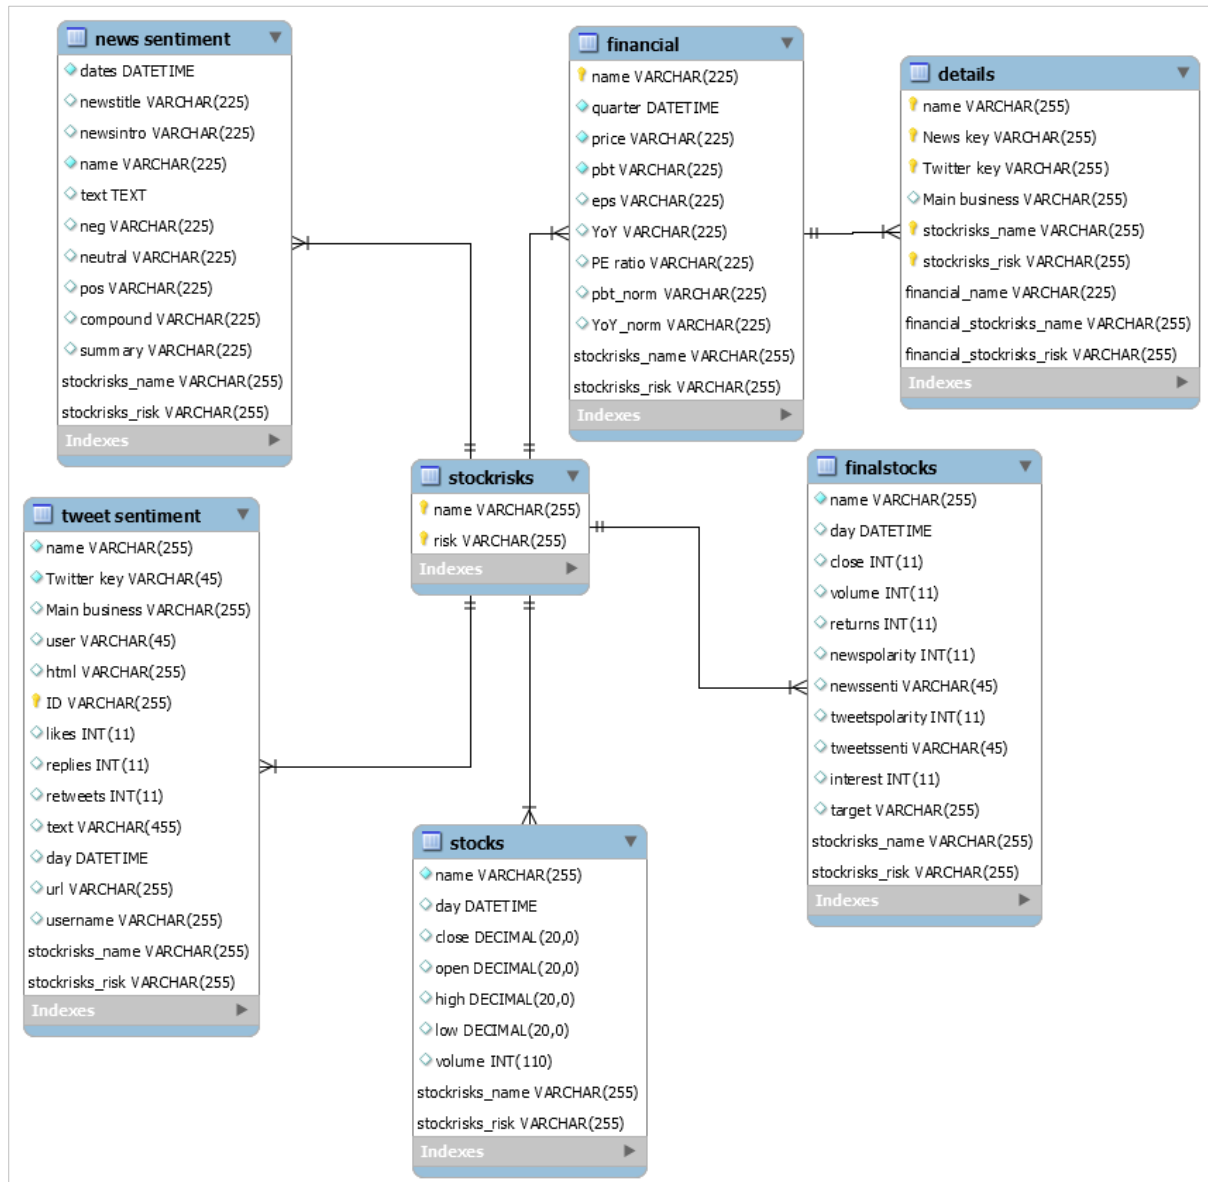 news sentiment
dates DATETIME
newstitle VARCHAR(225)
newsintro VARCHAR(225)
name VARCHAR(225)
text TEXT
neg VARCHAR(225)
neutral VARCHAR(225)
pos VARCHAR(225)
compound VARCHAR(225)
summary VARCHAR(225)
stockrisks_name VARCHAR(255)
stockrisks_risk VARCHAR(255)
Indexes
financial
name VARCHAR(225)
quarter DATETIME
price VARCHAR(225)
pbt VARCHAR(225)
eps VARCHAR(225)
YoY VARCHAR(225)
PE ratio VARCHAR(225)
pbt_norm VARCHAR(225)
YoY_norm VARCHAR(225)
stockrisks_name VARCHAR(255)
stockrisks_risk VARCHAR(255)
Indexes
details
name VARCHAR(255)
News key VARCHAR(255)
Twitter key VARCHAR(255)
Main business VARCHAR(255)
stockrisks_name VARCHAR(255)
stockrisks_risk VARCHAR(255)
financial_name VARCHAR(225)
financial_stockrisks_name VARCHAR(255)
financial_stockrisks_risk VARCHAR(255)
Indexes
stockrisks
name VARCHAR(255)
risk VARCHAR(255)
Indexes
finalstocks
name VARCHAR(255)
day DATETIME
close INT(11)
volume INT(11)
returns INT(11)
newspolarity INT(11)
newssenti VARCHAR(45)
tweetspolarity INT(11)
tweetssenti VARCHAR(45)
interest INT(11)
target VARCHAR(255)
stockrisks_name VARCHAR(255)
stockrisks_risk VARCHAR(255)
Indexes
tweet sentiment
name VARCHAR(255)
Twitter key VARCHAR(45)
Main business VARCHAR(255)
user VARCHAR(45)
html VARCHAR(255)
ID VARCHAR(255)
likes INT(11)
replies INT(11)
retweets INT(11)
text VARCHAR(455)
day DATETIME
url VARCHAR(255)
username VARCHAR(255)
stockrisks_name VARCHAR(255)
stockrisks_risk VARCHAR(255)
Indexes
stocks
name VARCHAR(255)
day DATETIME
close DECIMAL(20,0)
open DECIMAL(20,0)
high DECIMAL(20,0)
low DECIMAL(20,0)
volume INT(110)
stockrisks_name VARCHAR(255)
stockrisks_risk VARCHAR(255)
Indexes